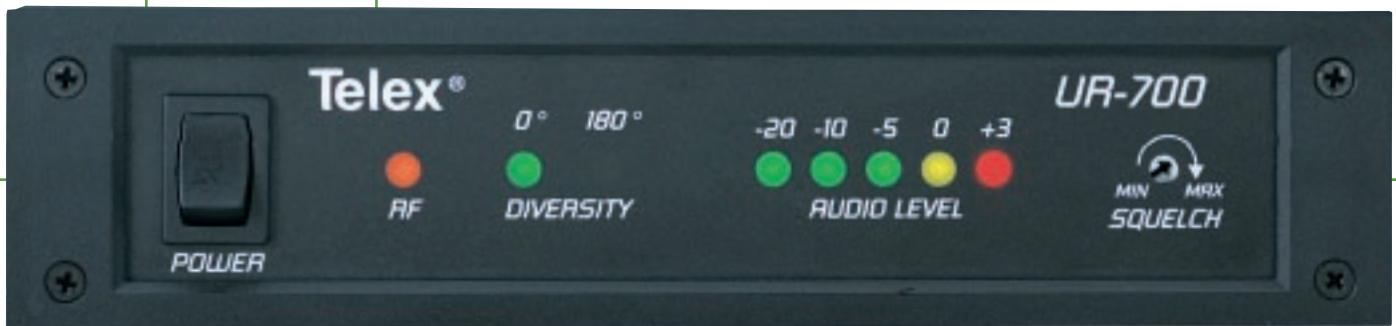 Telex®
UR-700
0° 180°
-20 -10 -5 0 +3
MIN MAX
RF
DIVERSITY
AUDIO LEVEL
SQUELCH
POWER